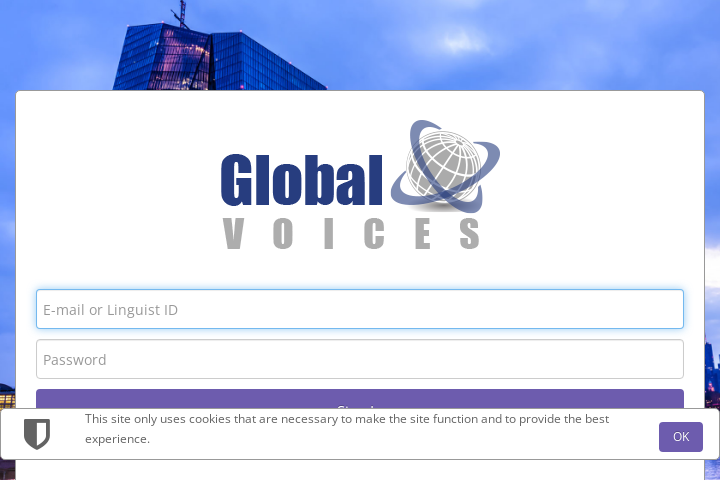 Global
VOICES
E-mail or Linguist ID
Password
This site only uses cookies that are necessary to make the site function and to provide the best
experience.
OK